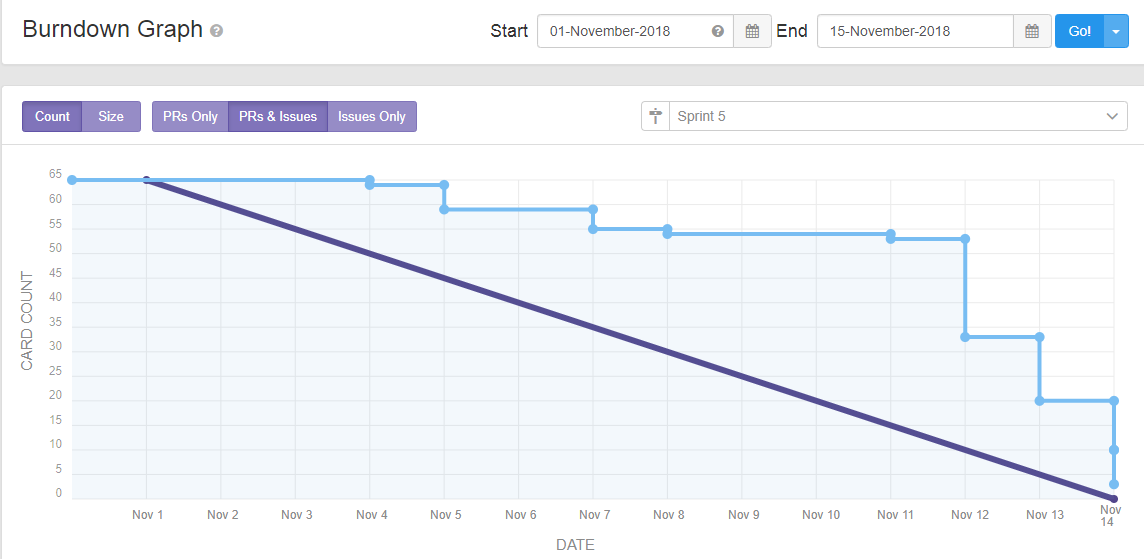 Burndown Graph ?
Start 01-November-2018 ? End 15-November-2018 Go!
Count Size PRs Only PRs & Issues Issues Only Sprint 5
65
60
55
50
45
40
35
30
25
20
15
10
5
0
CARD COUNT
Nov 1 Nov 2 Nov 3 Nov 4 Nov 5 Nov 6 Nov 7 Nov 8 Nov 9 Nov 10 Nov 11 Nov 12 Nov 13 Nov
14
DATE